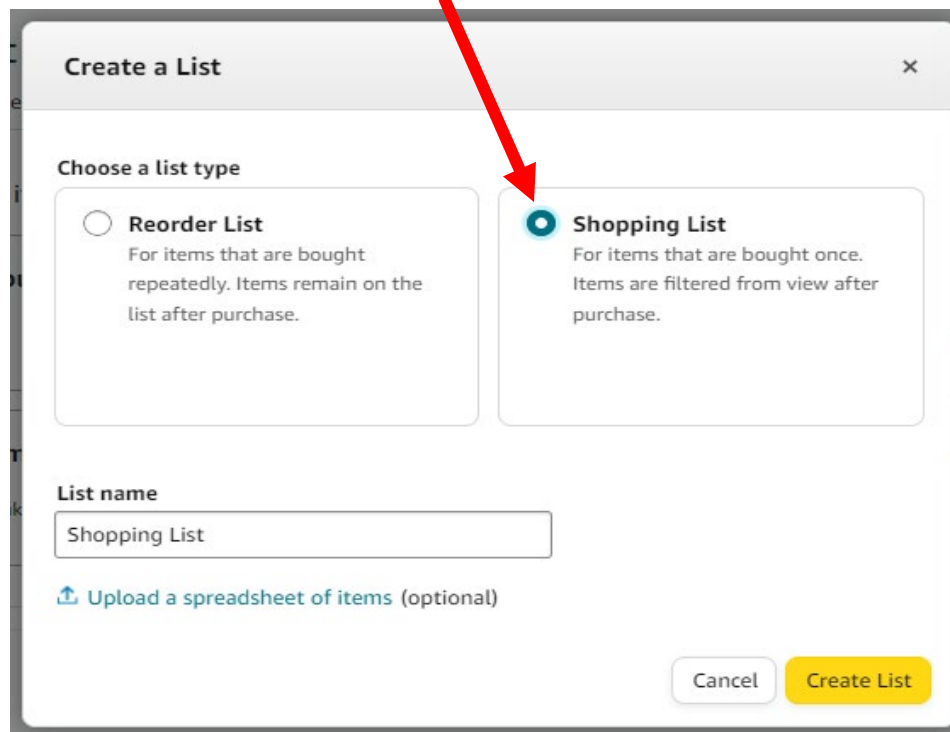 Create a List
×
Choose a list type
Reorder List
For items that are bought
repeatedly. Items remain on the
list after purchase.
Shopping List
For items that are bought once.
Items are filtered from view after
purchase.
List name
Shopping List
Upload a spreadsheet of items (optional)
Cancel
Create List